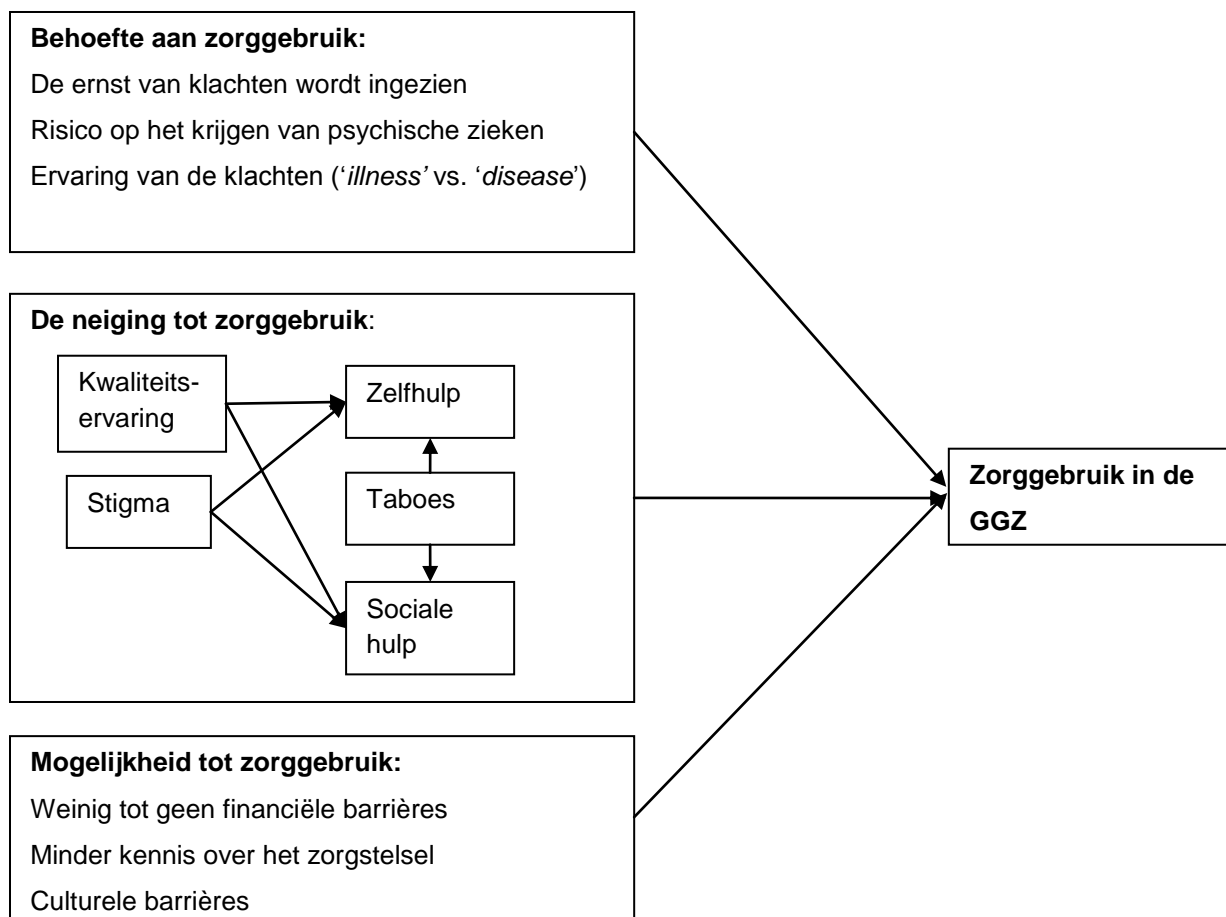 Behoefte aan zorggebruik:
De ernst van klachten wordt ingezien
Risico op het krijgen van psychische zieken
Ervaring van de klachten (‘illness’ vs. ‘disease’)
De neiging tot zorggebruik:
Kwaliteits-
ervaring
Zelfhulp
Stigma
Taboes
Sociale
hulp
Zorggebruik in de
GGZ
Mogelijkheid tot zorggebruik:
Weinig tot geen financiële barrières
Minder kennis over het zorgstelsel
Culturele barrières